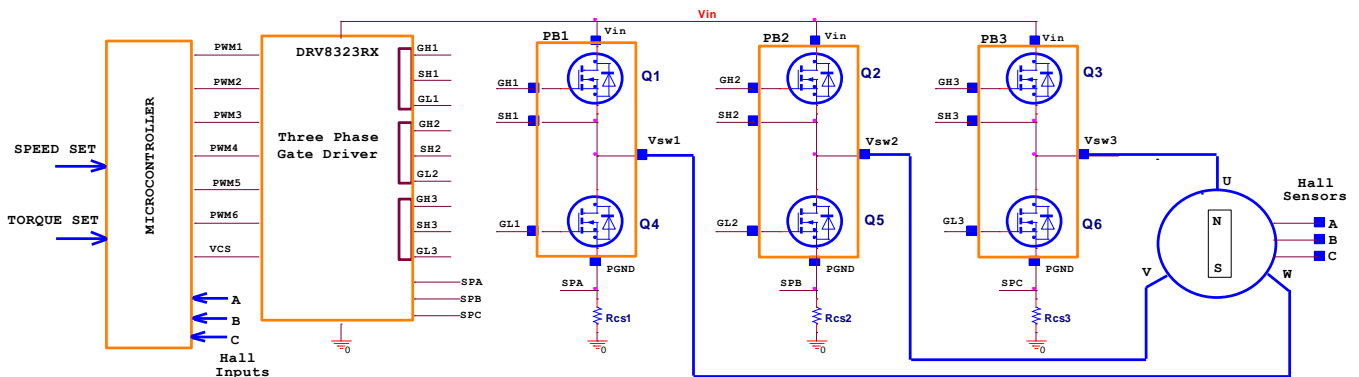 Vin
MICROCONTROLLER
SPEED SET
TORQUE SET
PWM1
PWM2
PWM3
PWM4
PWM5
PWM6
VCS
A
B
C
Hall
Inputs
DRV8323RX
Three Phase
Gate Driver
GH1
SH1
GL1
GH2
SH2
GL2
GH3
SH3
GL3
SPA
SPB
SPC
0
PB1
Vin
Q1
GH1
SH1
Vsw1
GL1
Q4
PGND
SPA
Rcs1
0
PB2
Vin
Q2
GH2
SH2
Vsw2
GL2
Q5
PGND
SPB
Rcs2
0
PB3
Vin
Q3
GH3
SH3
Vsw3
GL3
Q6
PGND
SPC
Rcs3
0
U
N
S
V
W
Hall
Sensors
A
B
C